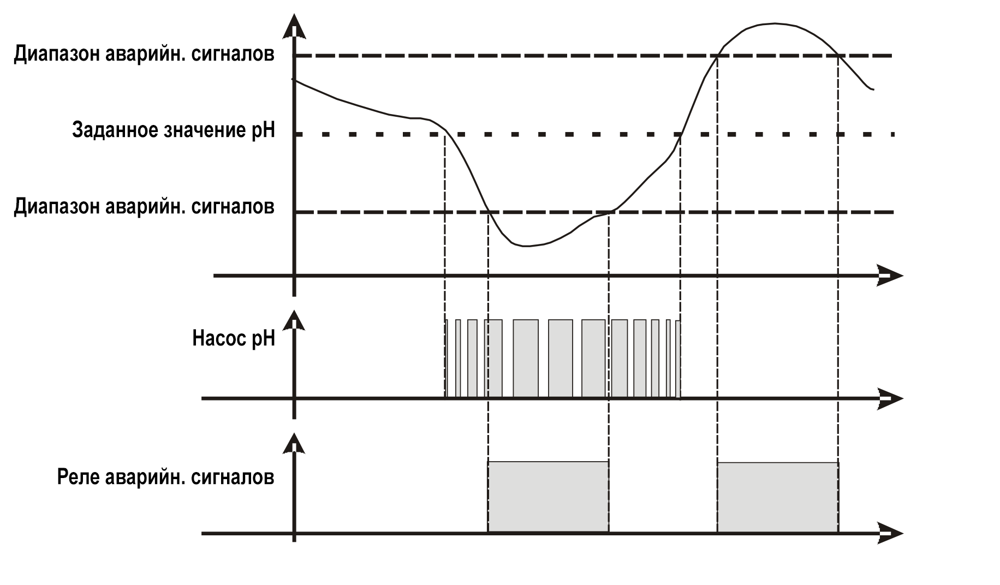 Диапазон аварийн. сигналов
Заданное значение pH
Диапазон аварийн. сигналов
Насос pH
Реле аварийн. сигналов